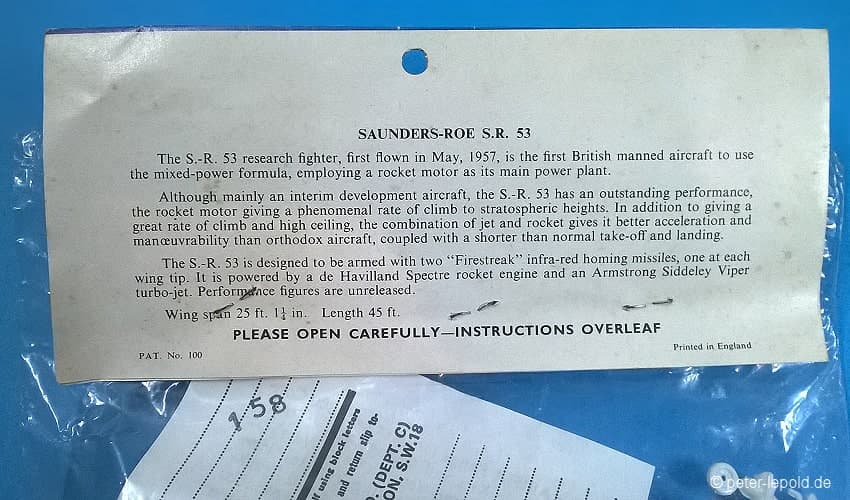 SAUNDERS-ROE S.R. 53
The S.-R. 53 research fighter, first flown in May, 1957, is the first British manned aircraft to use
the mixed-power formula, employing a rocket motor as its main power plant.
Although mainly an interim development aircraft, the S.-R. 53 has an outstanding performance,
the rocket motor giving a phenomenal rate of climb to stratospheric heights. In addition to giving a
great rate of climb and high ceiling, the combination of jet and rocket gives it better acceleration and
manœuvrability than orthodox aircraft, coupled with a shorter than normal take-off and landing.
The S.-R. 53 is designed to be armed with two "Firestreak" infra-red homing missiles, one at each
wing tip. It is powered by a de Havilland Spectre rocket engine and an Armstrong Siddeley Viper
turbo-jet. Performance figures are unreleased.
Wing span 25 ft. 1¼ in. Length 45 ft.
PLEASE OPEN CAREFULLY—INSTRUCTIONS OVERLEAF
PAT. No. 100
Printed in England
158
if using block letters
and return slip to-
(DEPT. C)
ON, S.W.18
© peter-lepold.de